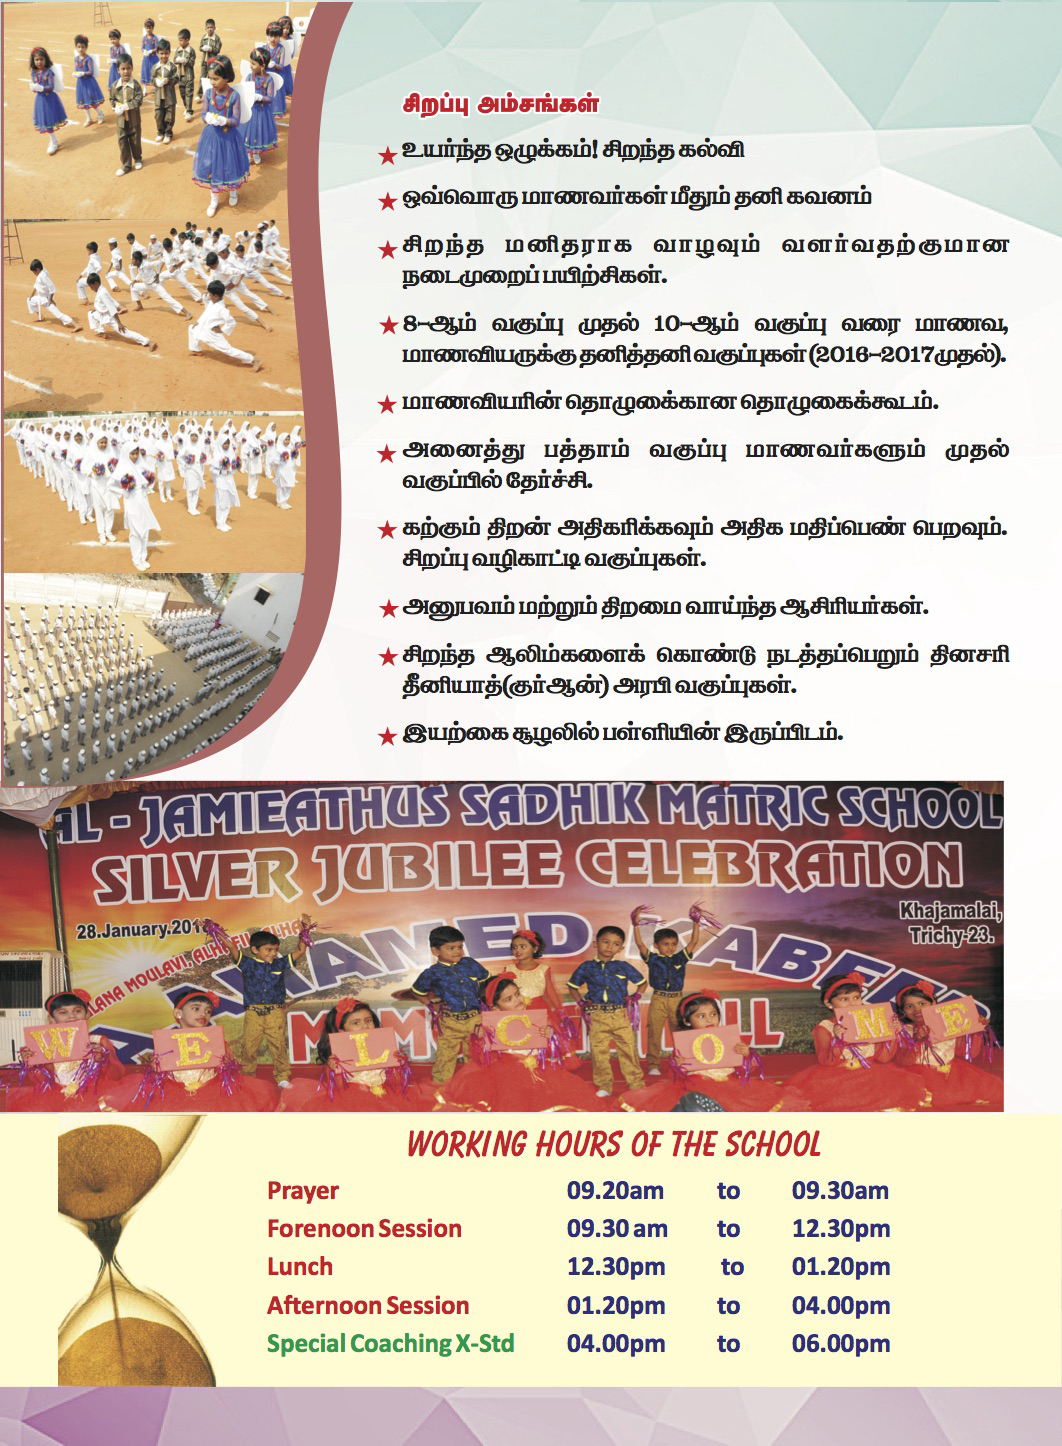 சிறப்பு அம்சங்கள்
உயர்ந்த ஒழுக்கம்! சிறந்த கல்வி
ஒவ்வொரு மாணவர்கள் மீதும் தனி கவனம்
சிறந்த மனிதராக வாழவும் வளர்வதற்குமான
நடைமுறைப் பயிற்சிகள்.
8-ஆம் வகுப்பு முதல் 10-ஆம் வகுப்பு வரை மாணவ,
மாணவியருக்கு தனித்தனி வகுப்புகள் (2016-2017முதல்).
மாணவியரின் தொழுகைக்கான தொழுகைக்கூடம்.
அனைத்து பத்தாம் வகுப்பு மாணவர்களும் முதல்
வகுப்பில் தேர்ச்சி.
கற்கும் திறன் அதிகரிக்கவும் அதிக மதிப்பெண் பெறவும்.
சிறப்பு வழிகாட்டி வகுப்புகள்.
அனுபவம் மற்றும் திறமை வாய்ந்த ஆசிரியர்கள்.
சிறந்த ஆலிம்களைக் கொண்டு நடத்தப்பெறும் தினசரி
தீனியாத்(குர்ஆன்) அரபி வகுப்புகள்.
இயற்கை சூழலில் பள்ளியின் இருப்பிடம்.
AL - JAMIEATHUS SADHIK MATRIC SCHOOL
SILVER JUBILEE CELEBRATION
28.January.201
Khajamalai,
Trichy-23.
MOULAVI,
W E L C O M E
WORKING HOURS OF THE SCHOOL
Prayer 09.20am to 09.30am
Forenoon Session 09.30 am to 12.30pm
Lunch 12.30pm to 01.20pm
Afternoon Session 01.20pm to 04.00pm
Special Coaching X-Std 04.00pm to 06.00pm